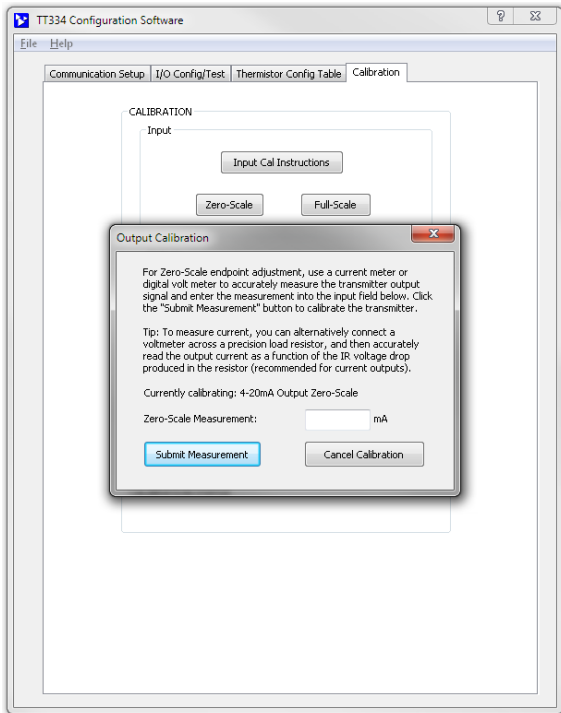 TT334 Configuration Software
File Help
Communication Setup I/O Config/Test Thermistor Config Table Calibration
CALIBRATION
Input
Input Cal Instructions
Zero-Scale Full-Scale
Output Calibration
For Zero-Scale endpoint adjustment, use a current meter or
digital volt meter to accurately measure the transmitter output
signal and enter the measurement into the input field below. Click
the "Submit Measurement" button to calibrate the transmitter.
Tip: To measure current, you can alternatively connect a
voltmeter across a precision load resistor, and then accurately
read the output current as a function of the IR voltage drop
produced in the resistor (recommended for current outputs).
Currently calibrating: 4-20mA Output Zero-Scale
Zero-Scale Measurement: mA
Submit Measurement Cancel Calibration